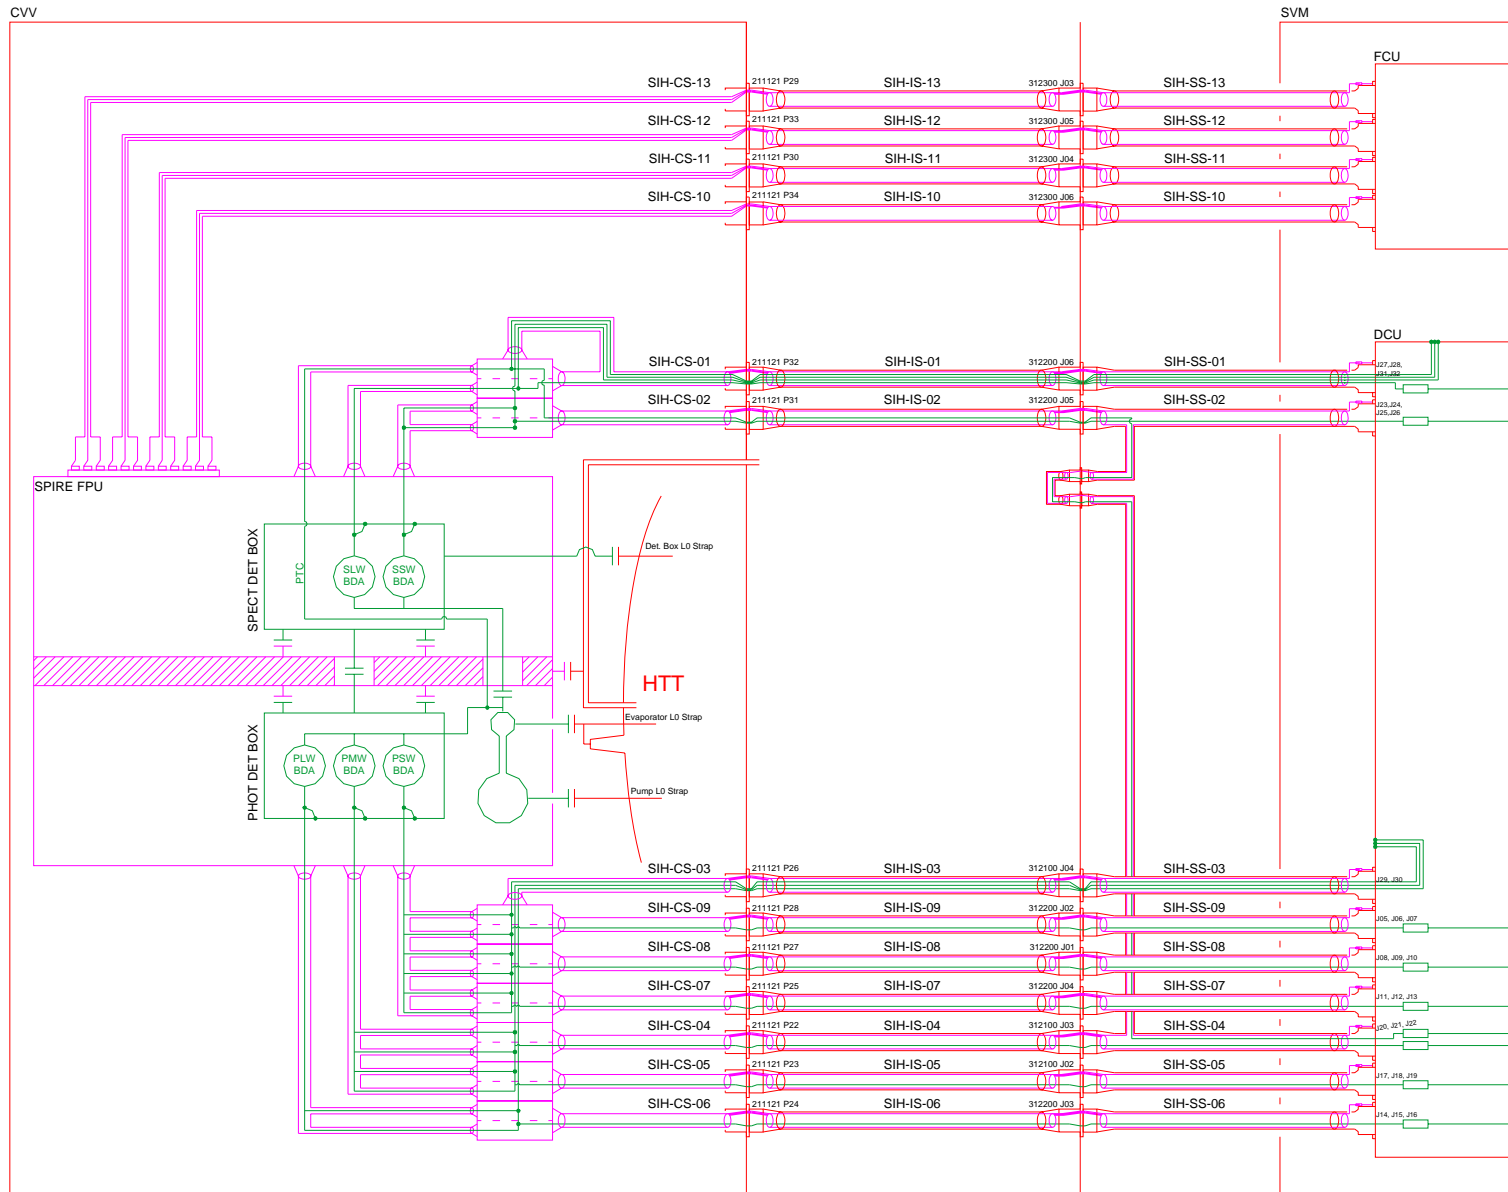 CVV
SVM
FCU
SIH-CS-13 211121 P29 SIH-IS-13 312300 J03 SIH-SS-13
SIH-CS-12 211121 P33 SIH-IS-12 312300 J05 SIH-SS-12
SIH-CS-11 211121 P30 SIH-IS-11 312300 J04 SIH-SS-11
SIH-CS-10 211121 P34 SIH-IS-10 312300 J06 SIH-SS-10
DCU
SIH-CS-01 211121 P32 SIH-IS-01 312200 J06 SIH-SS-01 J27,J28,
J31,J32
SIH-CS-02 211121 P31 SIH-IS-02 312200 J05 SIH-SS-02 J23,J24,
J25,J26
SPIRE FPU
SPECT DET BOX
PTC
SLW
BDA
SSW
BDA
Det. Box L0 Strap
HTT
Evaporator L0 Strap
PHOT DET BOX
PLW
BDA
PMW
BDA
PSW
BDA
Pump L0 Strap
SIH-CS-03 211121 P26 SIH-IS-03 312100 J04 SIH-SS-03 J29, J30
SIH-CS-09 211121 P28 SIH-IS-09 312200 J02 SIH-SS-09 J05, J06, J07
SIH-CS-08 211121 P27 SIH-IS-08 312200 J01 SIH-SS-08 J08, J09, J10
SIH-CS-07 211121 P25 SIH-IS-07 312200 J04 SIH-SS-07 J11, J12, J13
SIH-CS-04 211121 P22 SIH-IS-04 312100 J03 SIH-SS-04 J20, J21, J22
SIH-CS-05 211121 P23 SIH-IS-05 312100 J02 SIH-SS-05 J17, J18, J19
SIH-CS-06 211121 P24 SIH-IS-06 312200 J03 SIH-SS-06 J14, J15, J16